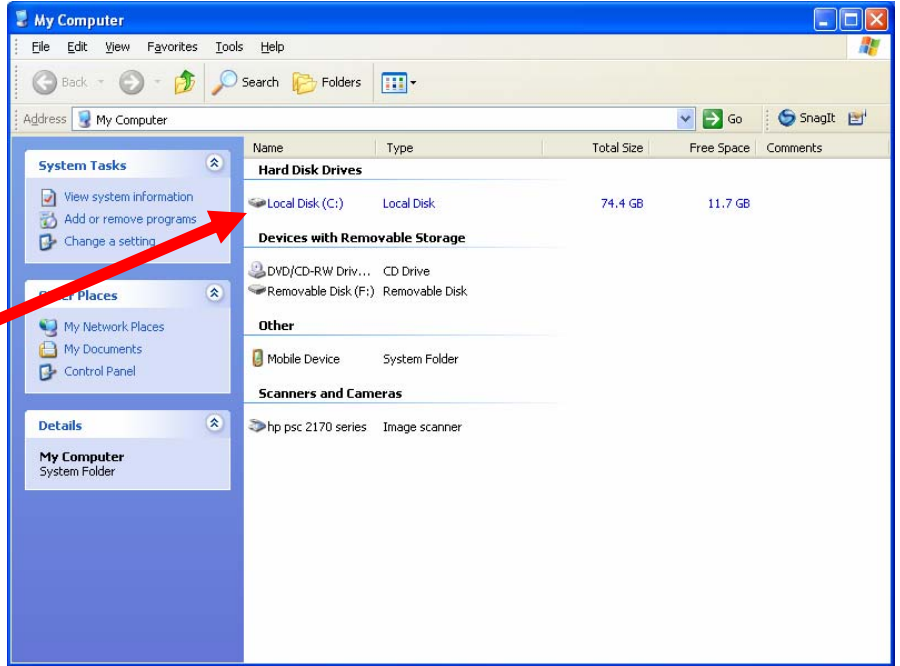 My Computer
File Edit View Favorites Tools Help
Back Search Folders
Address My Computer Go SnagIt
Name Type Total Size Free Space Comments
System Tasks
View system information
Add or remove programs
Change a setting
Places
My Network Places
My Documents
Control Panel
Details
My Computer
System Folder
Hard Disk Drives
Local Disk (C:) Local Disk 74.4 GB 11.7 GB
Devices with Removable Storage
DVD/CD-RW Driv... CD Drive
Removable Disk (F:) Removable Disk
Other
Mobile Device System Folder
Scanners and Cameras
hp psc 2170 series Image scanner